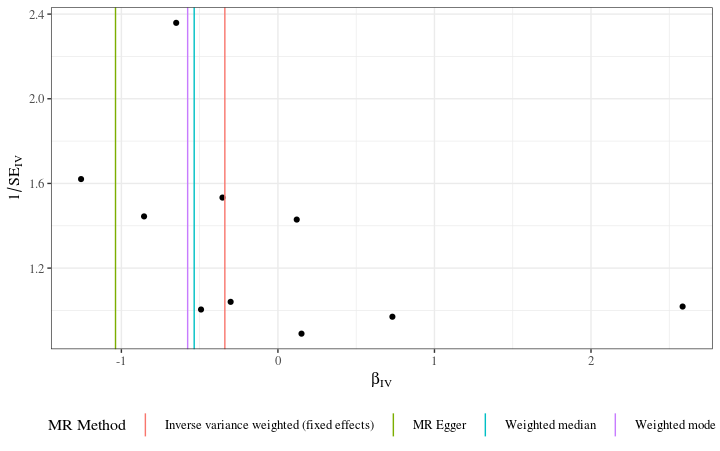 2.4
2.0
1.6
1.2
1/SE_IV
-1 0 1 2
β_IV
MR Method Inverse variance weighted (fixed effects) MR Egger Weighted median Weighted mode